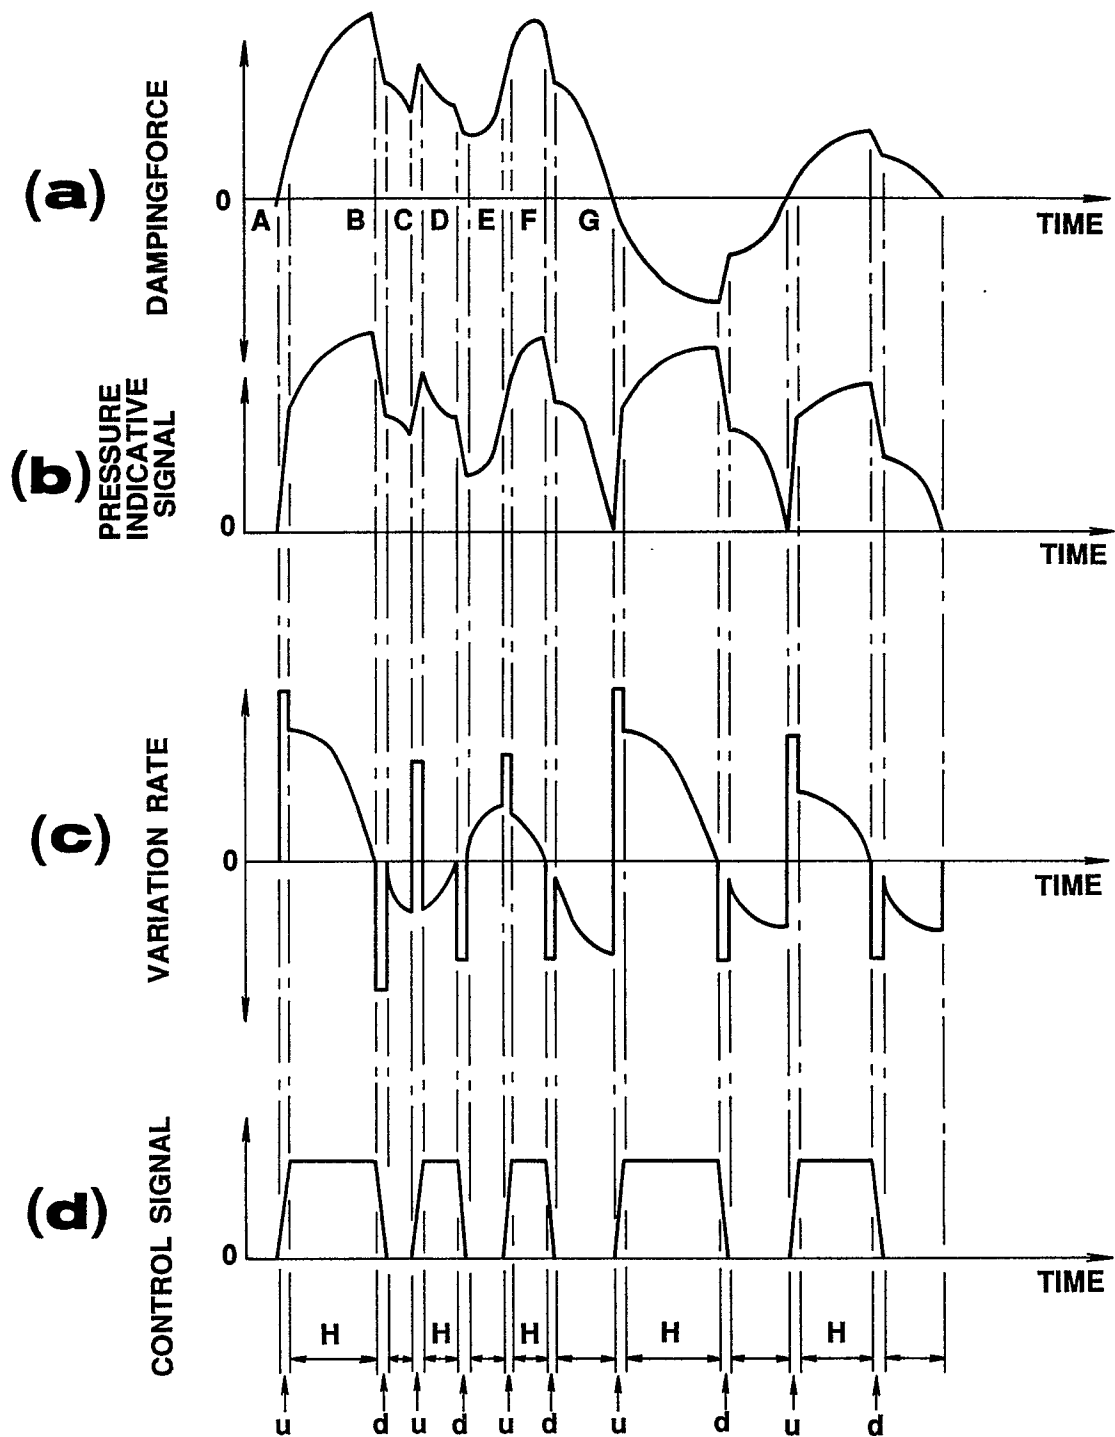 (a)
DAMPINGFORCE
0
A B C D E F G
TIME
(b)
PRESSURE
INDICATIVE
SIGNAL
0
TIME
(c)
VARIATION RATE
0
TIME
(d)
CONTROL SIGNAL
0
TIME
H H H H H
u d u d u d u d u d